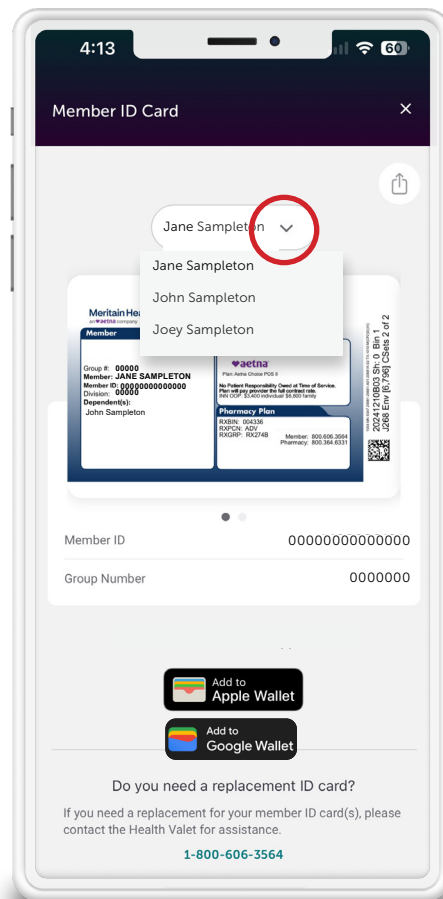 4:13
60
Member ID Card
Jane Sampleton
Jane Sampleton
John Sampleton
Joey Sampleton
Meritain He
an aetna company
Member
Group #: 00000
Member: JANE SAMPLETON
Member ID: 00000000000000
Division: 00000
Dependent(s):
John Sampleton
aetna
Plan: Aetna Choice POS II
No Patient Responsibility Owed at Time of Service.
Plan will pay provider the full contract rate.
INN OOP: $3,400 individual $6,800 family
Pharmacy Plan
RXBIN: 004336
RXPCN: ADV
RXGRP: RX274B
Member: 800.606.3564
Pharmacy: 800.364.6331
20241210B03 Sh: 0 Bin 1
J268 Env [6,796] CSets 2 of 2
Member ID
00000000000000
Group Number
0000000
Add to
Apple Wallet
Add to
Google Wallet
Do you need a replacement ID card?
If you need a replacement for your member ID card(s), please
contact the Health Valet for assistance.
1-800-606-3564